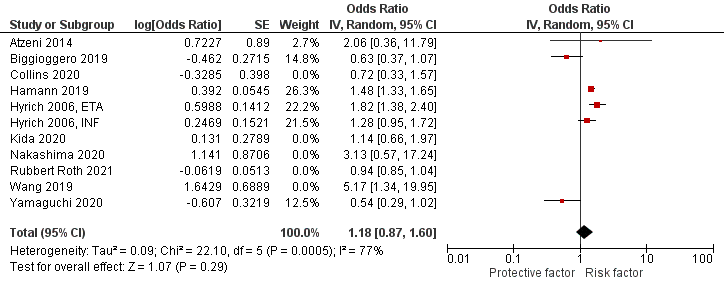 Odds Ratio Odds Ratio
Study or Subgroup log[Odds Ratio] SE Weight IV, Random, 95% CI IV, Random, 95% CI
Atzeni 2014 0.7227 0.89 2.7% 2.06 [0.36, 11.79]
Biggioggero 2019 -0.462 0.2715 14.8% 0.63 [0.37, 1.07]
Collins 2020 -0.3285 0.398 0.0% 0.72 [0.33, 1.57]
Hamann 2019 0.392 0.0545 26.3% 1.48 [1.33, 1.65]
Hyrich 2006, ETA 0.5988 0.1412 22.2% 1.82 [1.38, 2.40]
Hyrich 2006, INF 0.2469 0.1521 21.5% 1.28 [0.95, 1.72]
Kida 2020 0.131 0.2789 0.0% 1.14 [0.66, 1.97]
Nakashima 2020 1.141 0.8706 0.0% 3.13 [0.57, 17.24]
Rubbert Roth 2021 -0.0619 0.0513 0.0% 0.94 [0.85, 1.04]
Wang 2019 1.6429 0.6889 0.0% 5.17 [1.34, 19.95]
Yamaguchi 2020 -0.607 0.3219 12.5% 0.54 [0.29, 1.02]
Total (95% CI) 100.0% 1.18 [0.87, 1.60]
Heterogeneity: Tau² = 0.09; Chi² = 22.10, df = 5 (P = 0.0005); I² = 77%
Test for overall effect: Z = 1.07 (P = 0.29)
0.01 0.1 1 10 100
Protective factor Risk factor